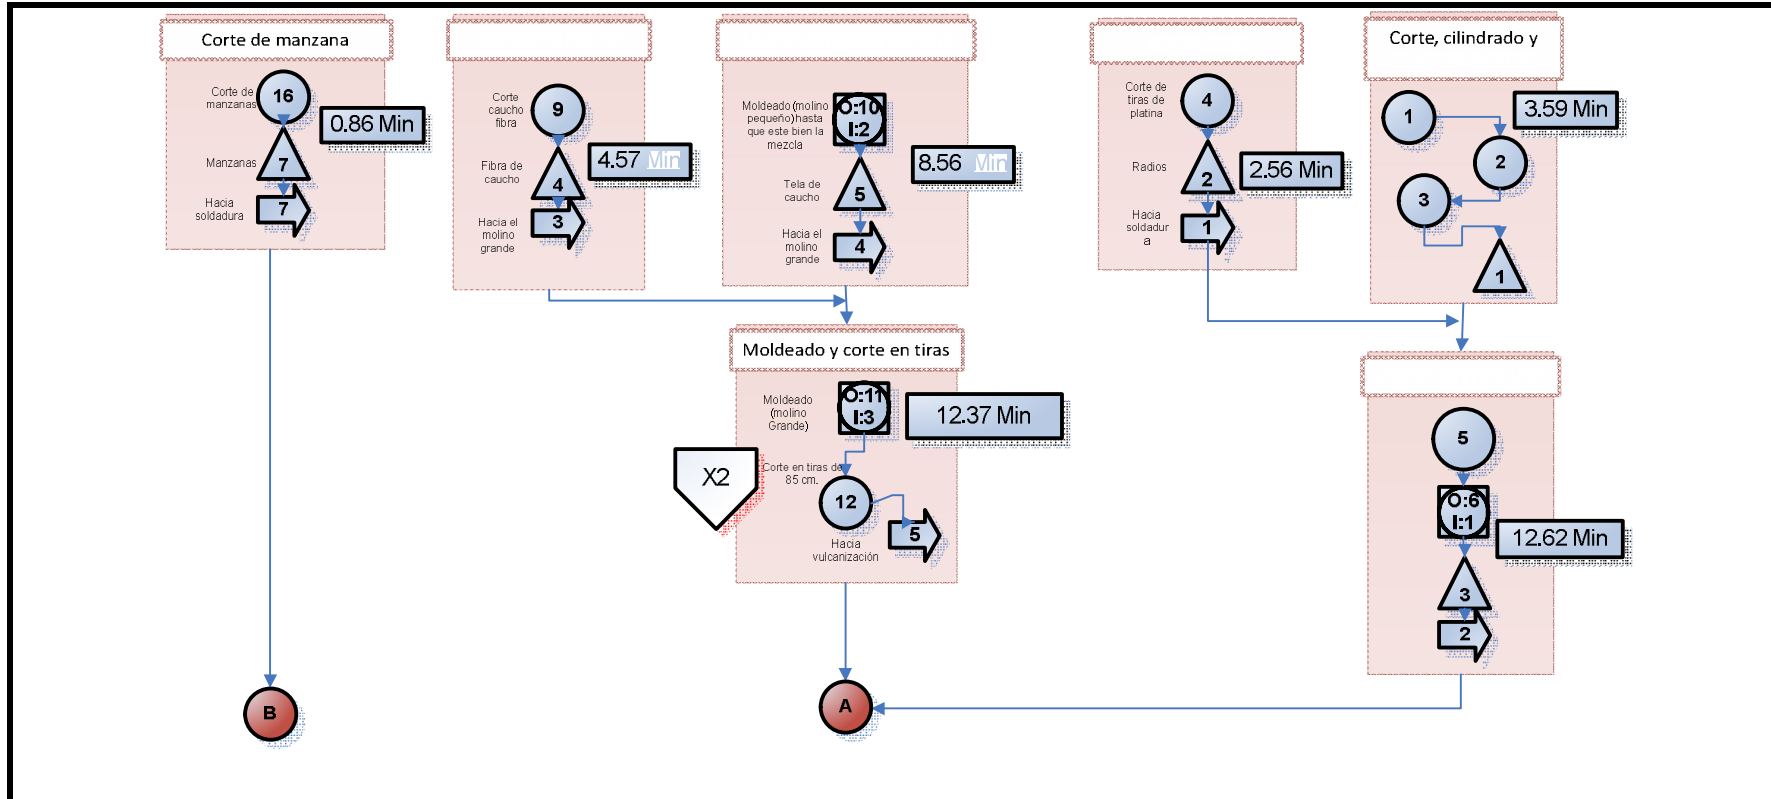 Corte de manzana
Corte de
manzanas
16
0.86 Min
Manzanas
7
Hacia
soldadura
7
Corte
caucho
fibra
9
4.57 Min
Fibra de
caucho
4
Hacia el
molino
grande
3
Moldeado (molino
pequeño) hasta
que este bien la
mezcla
O:10
I:2
8.56 Min
Tela de
caucho
5
Hacia el
molino
grande
4
Corte de
tiras de
platina
4
Radios
2
2.56 Min
Hacia
soldadur
a
1
Corte, cilindrado y
1
3.59 Min
2
3
1
Moldeado y corte en tiras
Moldeado
(molino
Grande)
O:11
I:3
12.37 Min
X2
Corte en tiras de
85 cm.
12
Hacia
vulcanización
5
5
O:6
I:1
12.62 Min
3
2
B
A